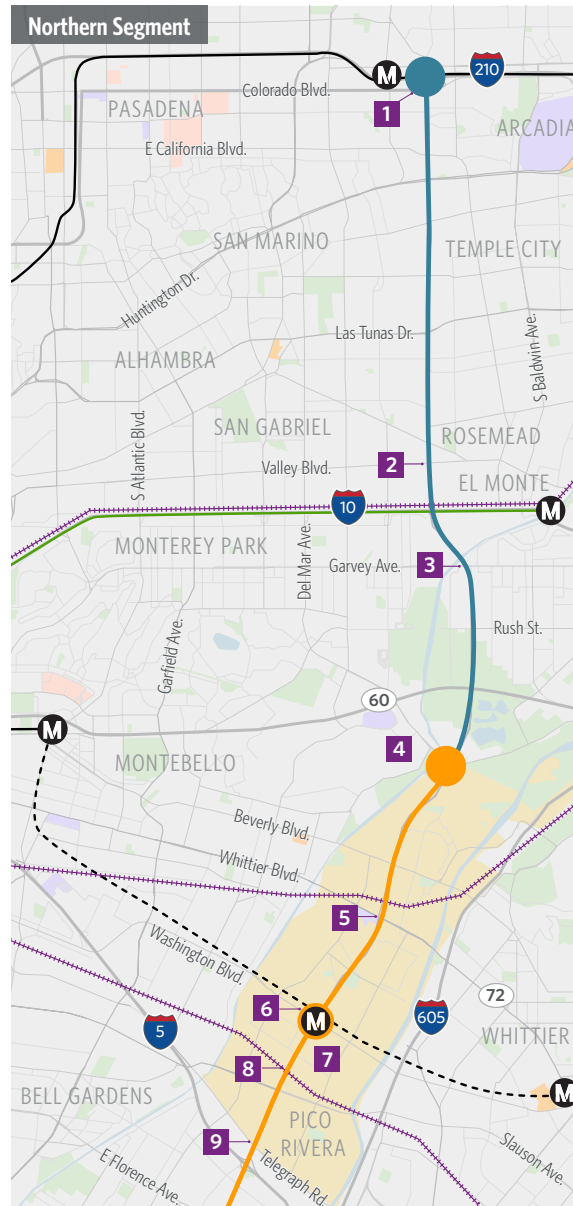 Northern Segment
M
210
Colorado Blvd.
1
PASADENA
ARCADIA
E California Blvd.
SAN MARINO
TEMPLE CITY
Huntington Dr.
Las Tunas Dr.
S Baldwin Ave.
ALHAMBRA
S Atlantic Blvd.
SAN GABRIEL
ROSEMEAD
2
Valley Blvd.
EL MONTE
10
M
MONTEREY PARK
Del Mar Ave.
Garvey Ave.
3
Garfield Ave.
Rush St.
60
M
4
MONTEBELLO
Beverly Blvd.
Whittier Blvd.
5
Washington Blvd.
72
6
M
605
5
7
WHITTIER
8
M
BELL GARDENS
PICO
RIVERA
9
Telegraph Rd.
Slauson Ave.
E Florence Ave.